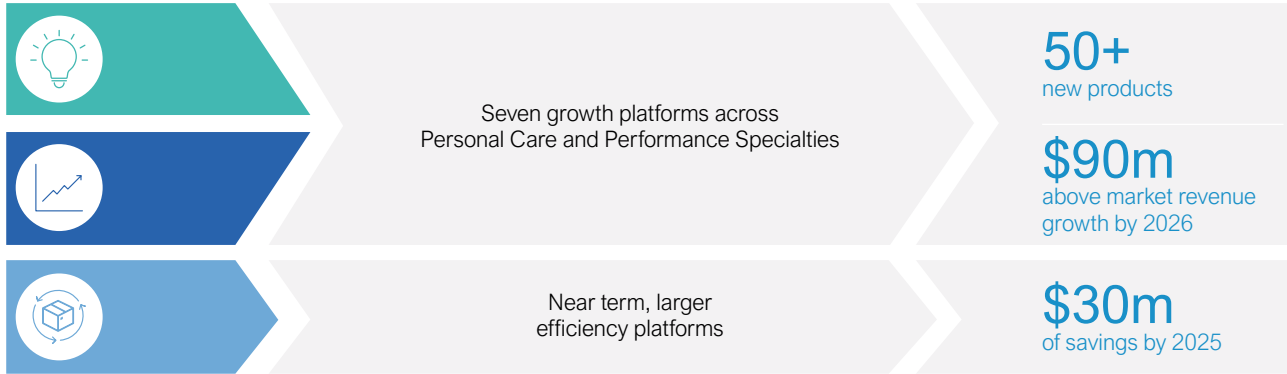 Seven growth platforms across
Personal Care and Performance Specialties
50+
new products
$90m
above market revenue
growth by 2026
Near term, larger
efficiency platforms
$30m
of savings by 2025